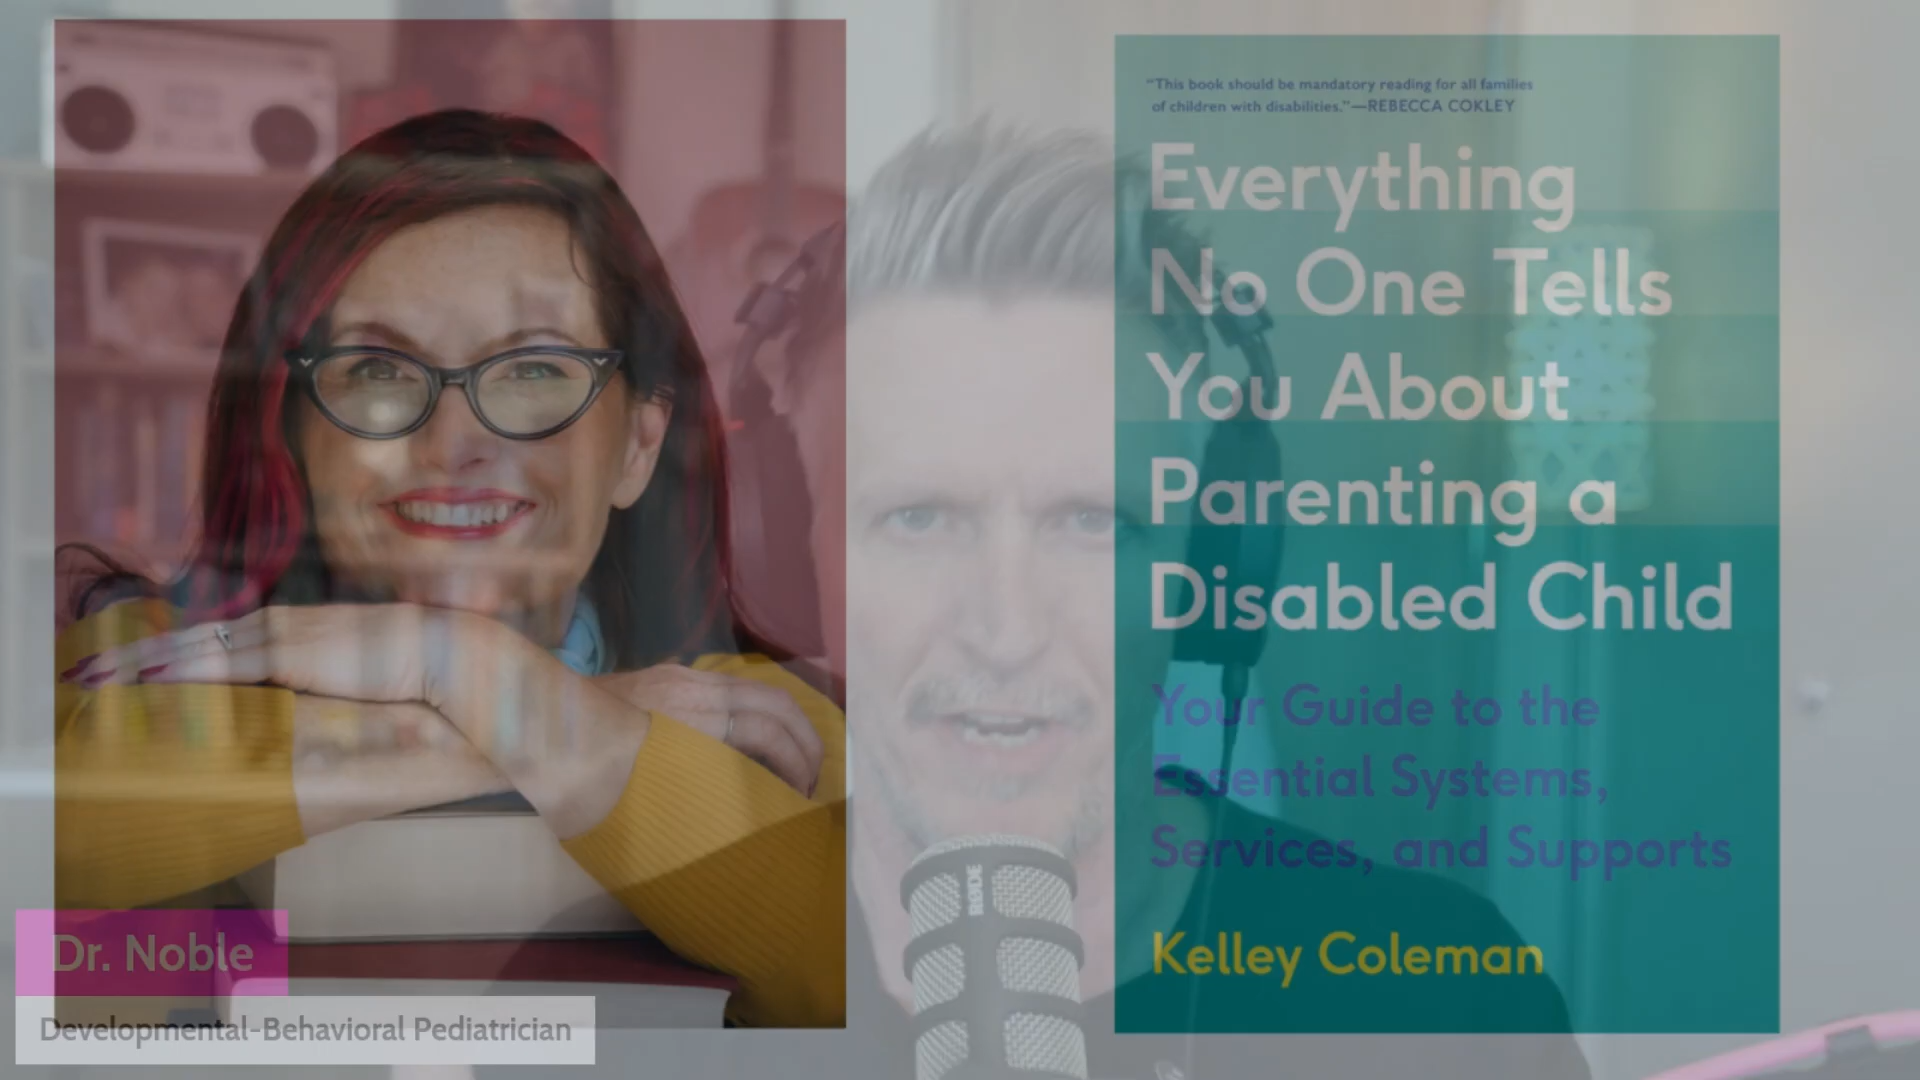 "This book should be mandatory reading for all families
of children with disabilities."—REBECCA COKLEY
Everything
No One Tells
You About
Parenting a
Disabled Child
Your Guide to the
Essential Systems,
Services, and Supports
Kelley Coleman
RØDE
Dr. Noble
Developmental-Behavioral Pediatrician